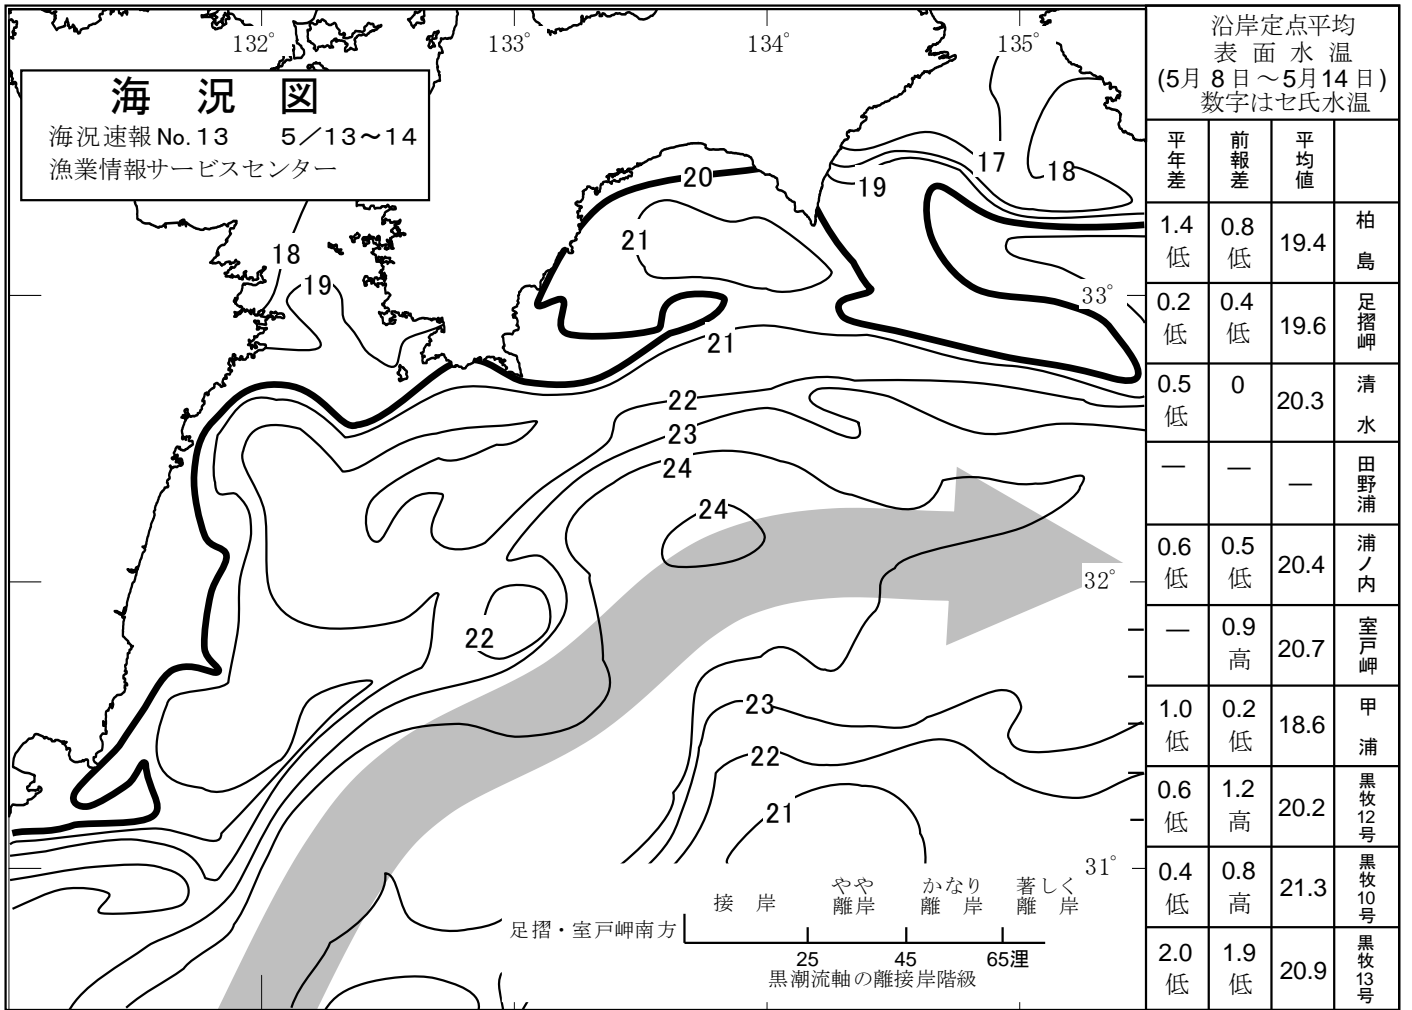 海 況 図
海況速報No.13 5／13～14
漁業情報サービスセンター
132°
133°
134°
135°
17
18
19
20
21
18
19
33°
21
22
23
24
24
32°
22
23
22
21
31°
接 岸
やや
離岸
かなり
離 岸
著しく
離 岸
足摺・室戸岬南方
25
45
65浬
黒潮流軸の離接岸階級
沿岸定点平均
表 面 水 温
(5月 8 日～5月14 日)
数字はセ氏水温
平年差 前報差 平均値
1.4低 0.8低 19.4 柏島
0.2低 0.4低 19.6 足摺岬
0.5低 0 20.3 清水
― ― ― 田野浦
0.6低 0.5低 20.4 浦ノ内
― 0.9高 20.7 室戸岬
1.0低 0.2低 18.6 甲浦
0.6低 1.2高 20.2 黒牧12号
0.4低 0.8高 21.3 黒牧10号
2.0低 1.9低 20.9 黒牧13号